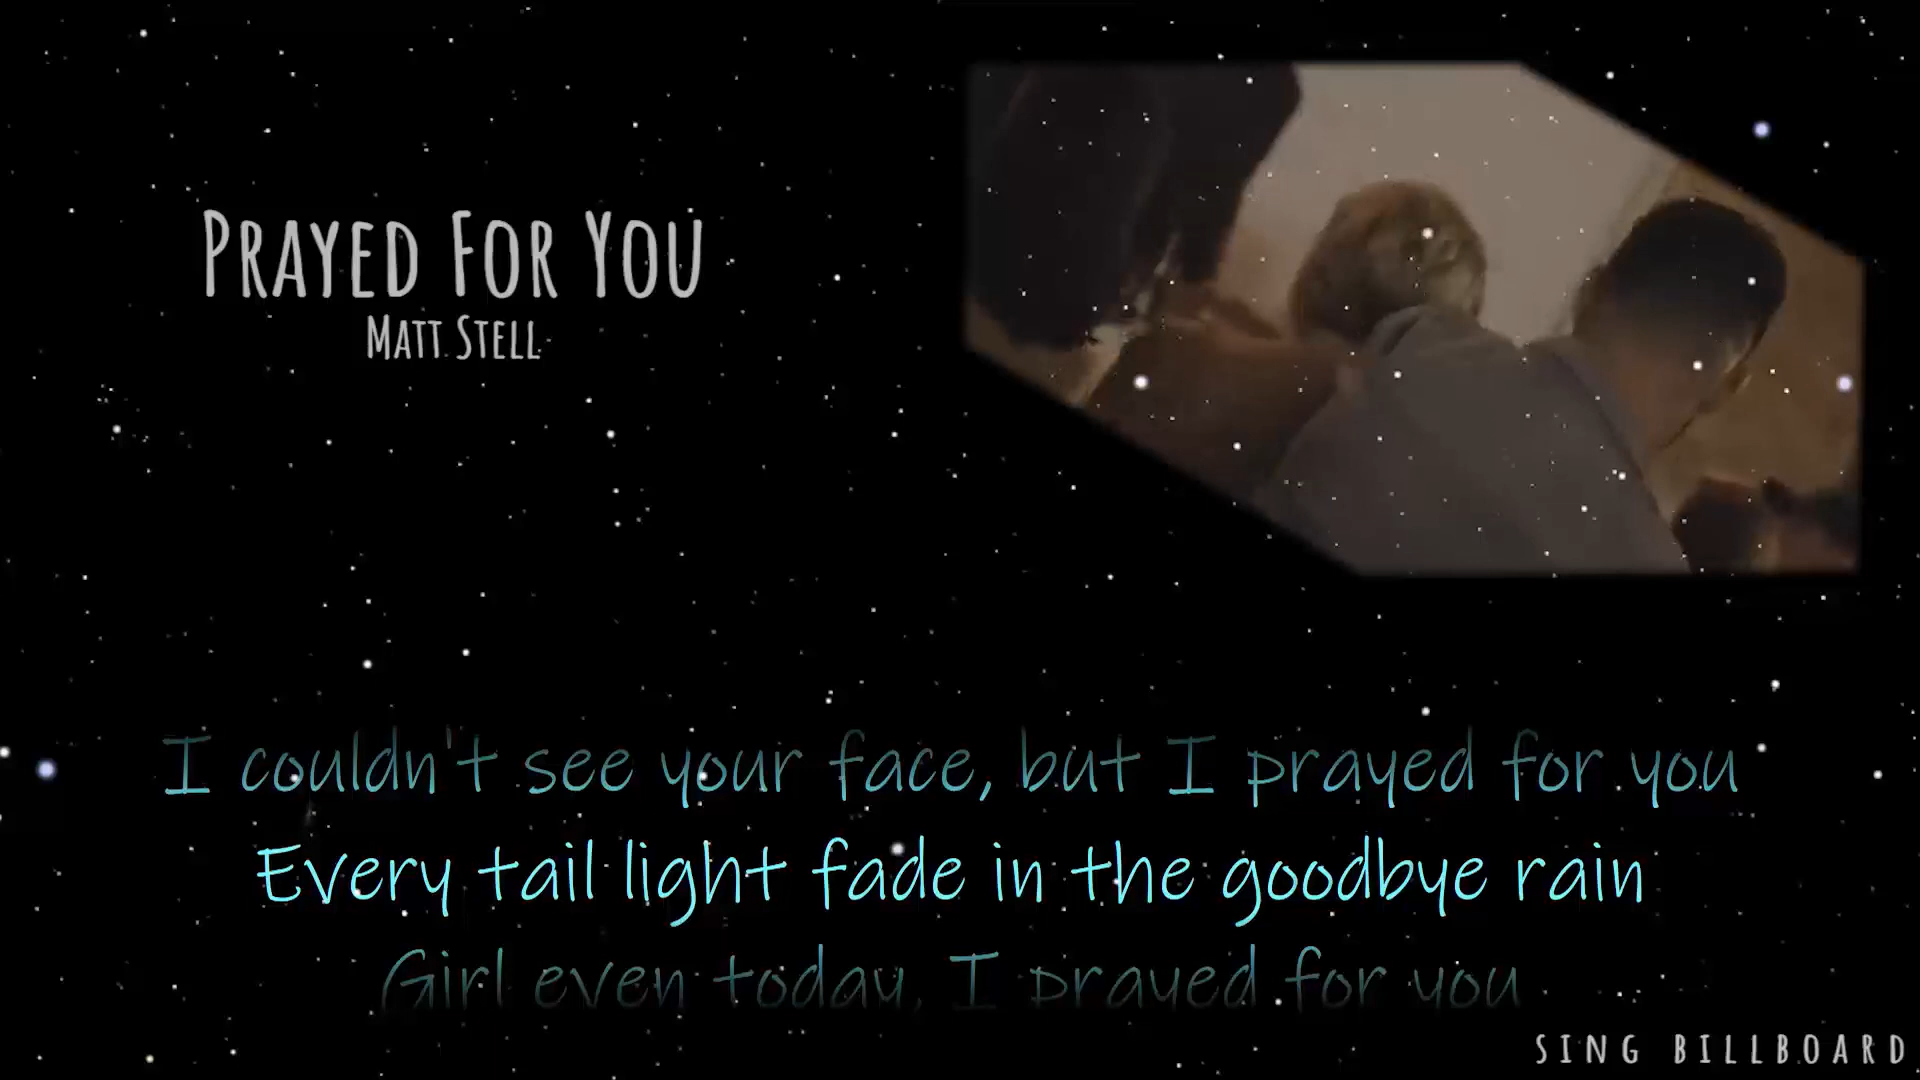 Prayed For You
Matt Stell
I couldn't see your face, but I prayed for you
Every tail light fade in the goodbye rain
Girl even today, I prayed for you
SING BILLBOARD